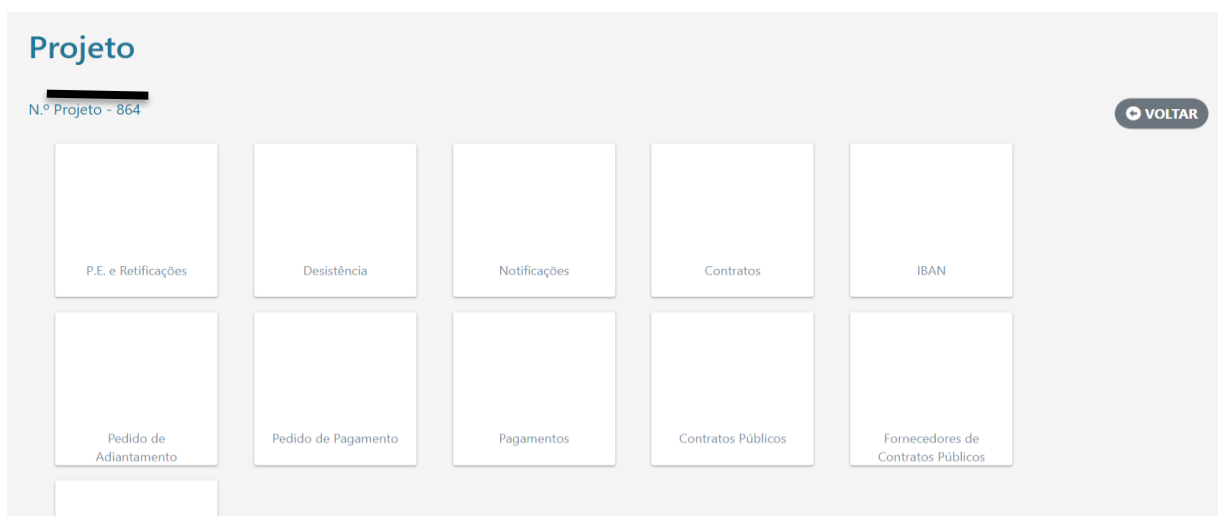 Projeto
N.º Projeto - 864
VOLTAR
P.E. e Retificações
Desistência
Notificações
Contratos
IBAN
Pedido de
Adiantamento
Pedido de Pagamento
Pagamentos
Contratos Públicos
Fornecedores de
Contratos Públicos